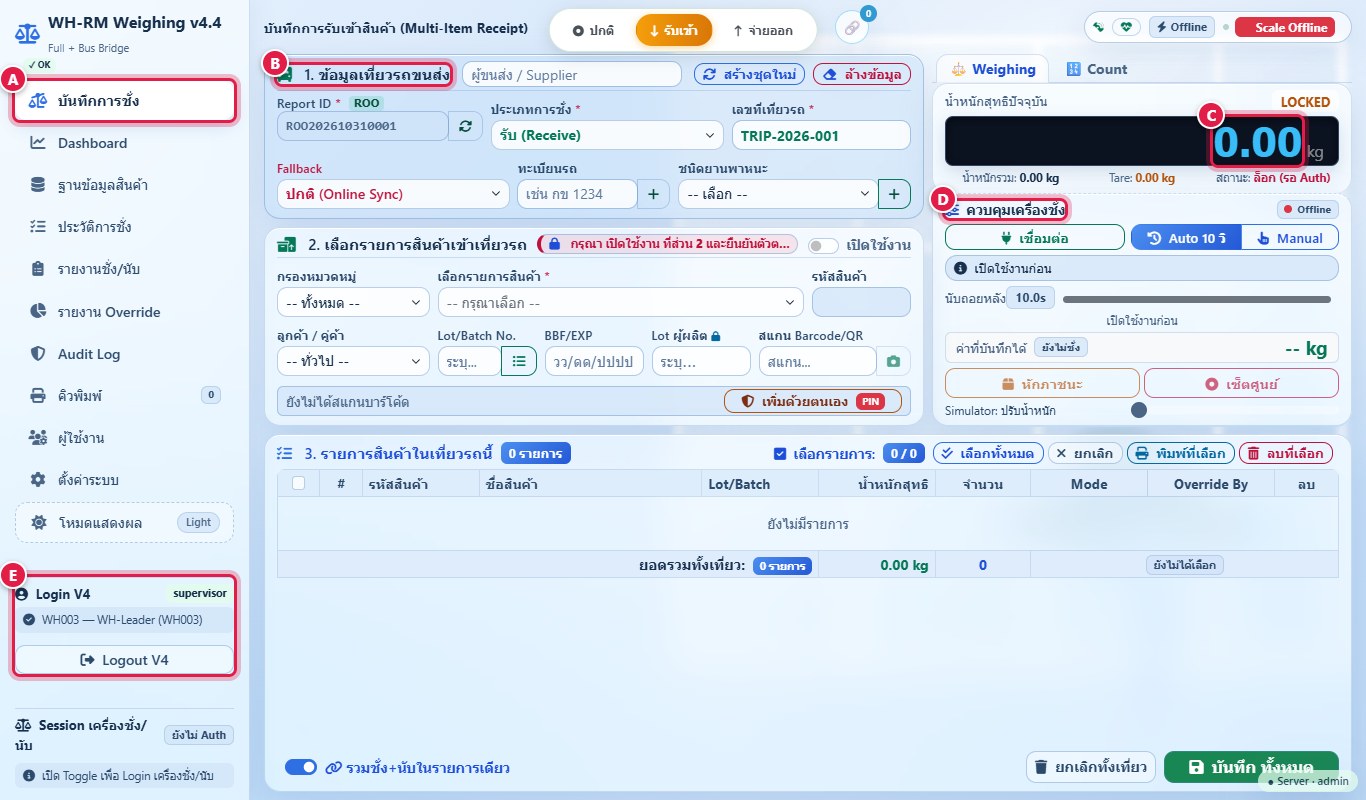 WH-RM Weighing v4.4
Full + Bus Bridge
✓ OK
A
บันทึกการชั่ง
Dashboard
ฐานข้อมูลสินค้า
ประวัติการชั่ง
รายงานชั่ง/นับ
รายงาน Override
Audit Log
คิวพิมพ์ 0
ผู้ใช้งาน
ตั้งค่าระบบ
โหมดแสดงผล Light
E
Login V4 supervisor
WH003 — WH-Leader (WH003)
Logout V4
Session เครื่องชั่ง/
นับ ยังไม่ Auth
เปิด Toggle เพื่อ Login เครื่องชั่ง/นับ
บันทึกการรับเข้าสินค้า (Multi-Item Receipt) ปกติ ↓ รับเข้า ↑ จ่ายออก 0
Offline Scale Offline
B
1. ข้อมูลเที่ยวรถขนส่ง ผู้ขนส่ง / Supplier สร้างชุดใหม่ ล้างข้อมูล
Report ID * ROO ประเภทการชั่ง * เลขที่เที่ยวรถ *
ROO202610310001 รับ (Receive) TRIP-2026-001
Fallback ทะเบียนรถ ชนิดยานพาหนะ
ปกติ (Online Sync) เช่น กข 1234 + -- เลือก -- +
2. เลือกรายการสินค้าเข้าเที่ยวรถ กรุณา เปิดใช้งาน ที่ส่วน 2 และยืนยันตัวต... เปิดใช้งาน
กรองหมวดหมู่ เลือกรายการสินค้า * รหัสสินค้า
-- ทั้งหมด -- -- กรุณาเลือก --
ลูกค้า / คู่ค้า Lot/Batch No. BBF/EXP Lot ผู้ผลิต สแกน Barcode/QR
-- ทั่วไป -- ระบุ... วว/ดด/ปปปป ระบุ... สแกน...
ยังไม่ได้สแกนบาร์โค้ด เพิ่มด้วยตนเอง PIN
Weighing Count
น้ำหนักสุทธิปัจจุบัน LOCKED
C
0.00 kg
น้ำหนักรวม: 0.00 kg Tare: 0.00 kg สถานะ: ล็อก (รอ Auth)
D
ควบคุมเครื่องชั่ง Offline
เชื่อมต่อ Auto 10 วิ Manual
เปิดใช้งานก่อน
นับถอยหลัง 10.0s
เปิดใช้งานก่อน
ค่าที่บันทึกได้ ยังไม่ชั่ง -- kg
หักภาชนะ เซ็ตศูนย์
Simulator: ปรับน้ำหนัก
3. รายการสินค้าในเที่ยวรถนี้ 0 รายการ เลือกรายการ: 0 / 0 เลือกทั้งหมด ยกเลิก พิมพ์ที่เลือก ลบที่เลือก
# รหัสสินค้า ชื่อสินค้า Lot/Batch น้ำหนักสุทธิ จำนวน Mode Override By ลบ
ยังไม่มีรายการ
ยอดรวมทั้งเที่ยว: 0 รายการ 0.00 kg 0 ยังไม่ได้เลือก
รวมชั่ง+นับในรายการเดียว ยกเลิกทั้งเที่ยว บันทึก ทั้งหมด
Server · admin